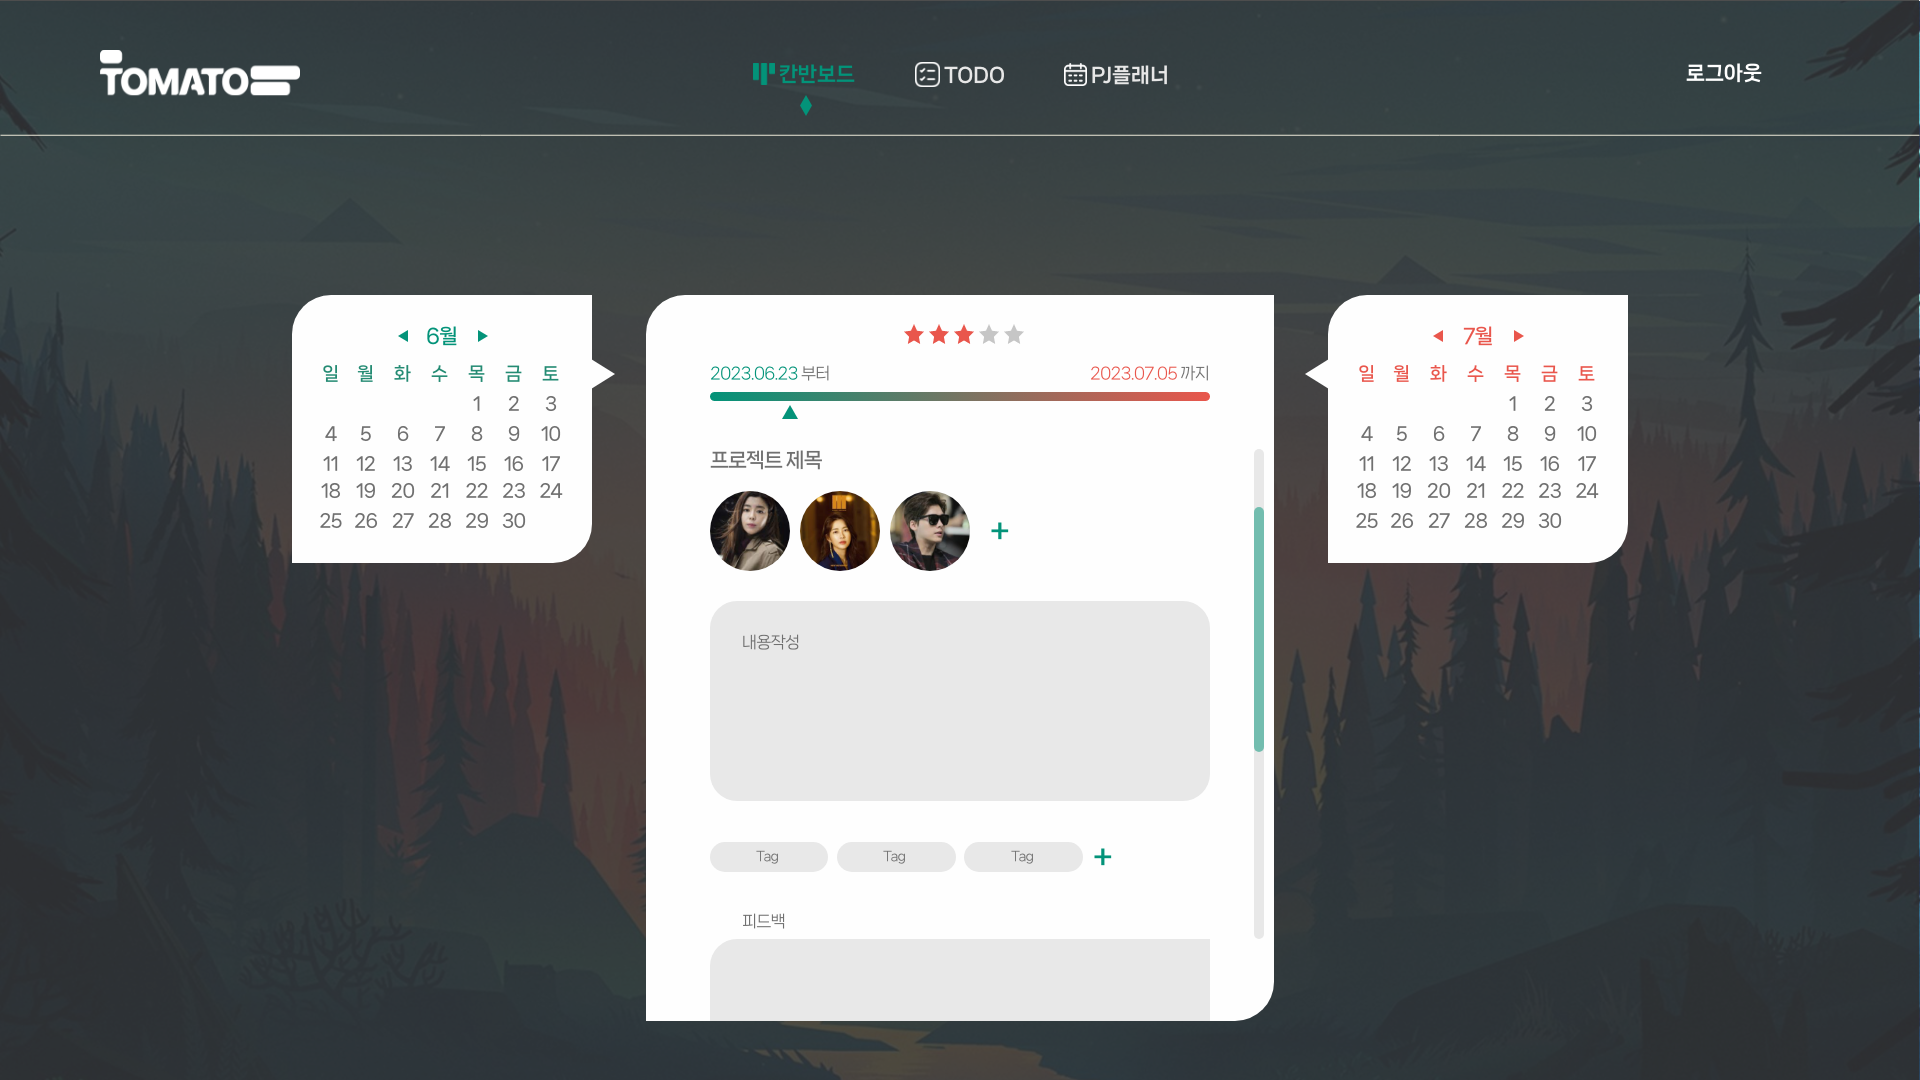 TOMATO
칸반보드
TODO
PJ플래너
로그아웃
6월
일 월 화 수 목 금 토
1 2 3
4 5 6 7 8 9 10
11 12 13 14 15 16 17
18 19 20 21 22 23 24
25 26 27 28 29 30
2023.06.23 부터
2023.07.05 까지
프로젝트 제목
내용작성
Tag Tag Tag
피드백
7월
일 월 화 수 목 금 토
1 2 3
4 5 6 7 8 9 10
11 12 13 14 15 16 17
18 19 20 21 22 23 24
25 26 27 28 29 30